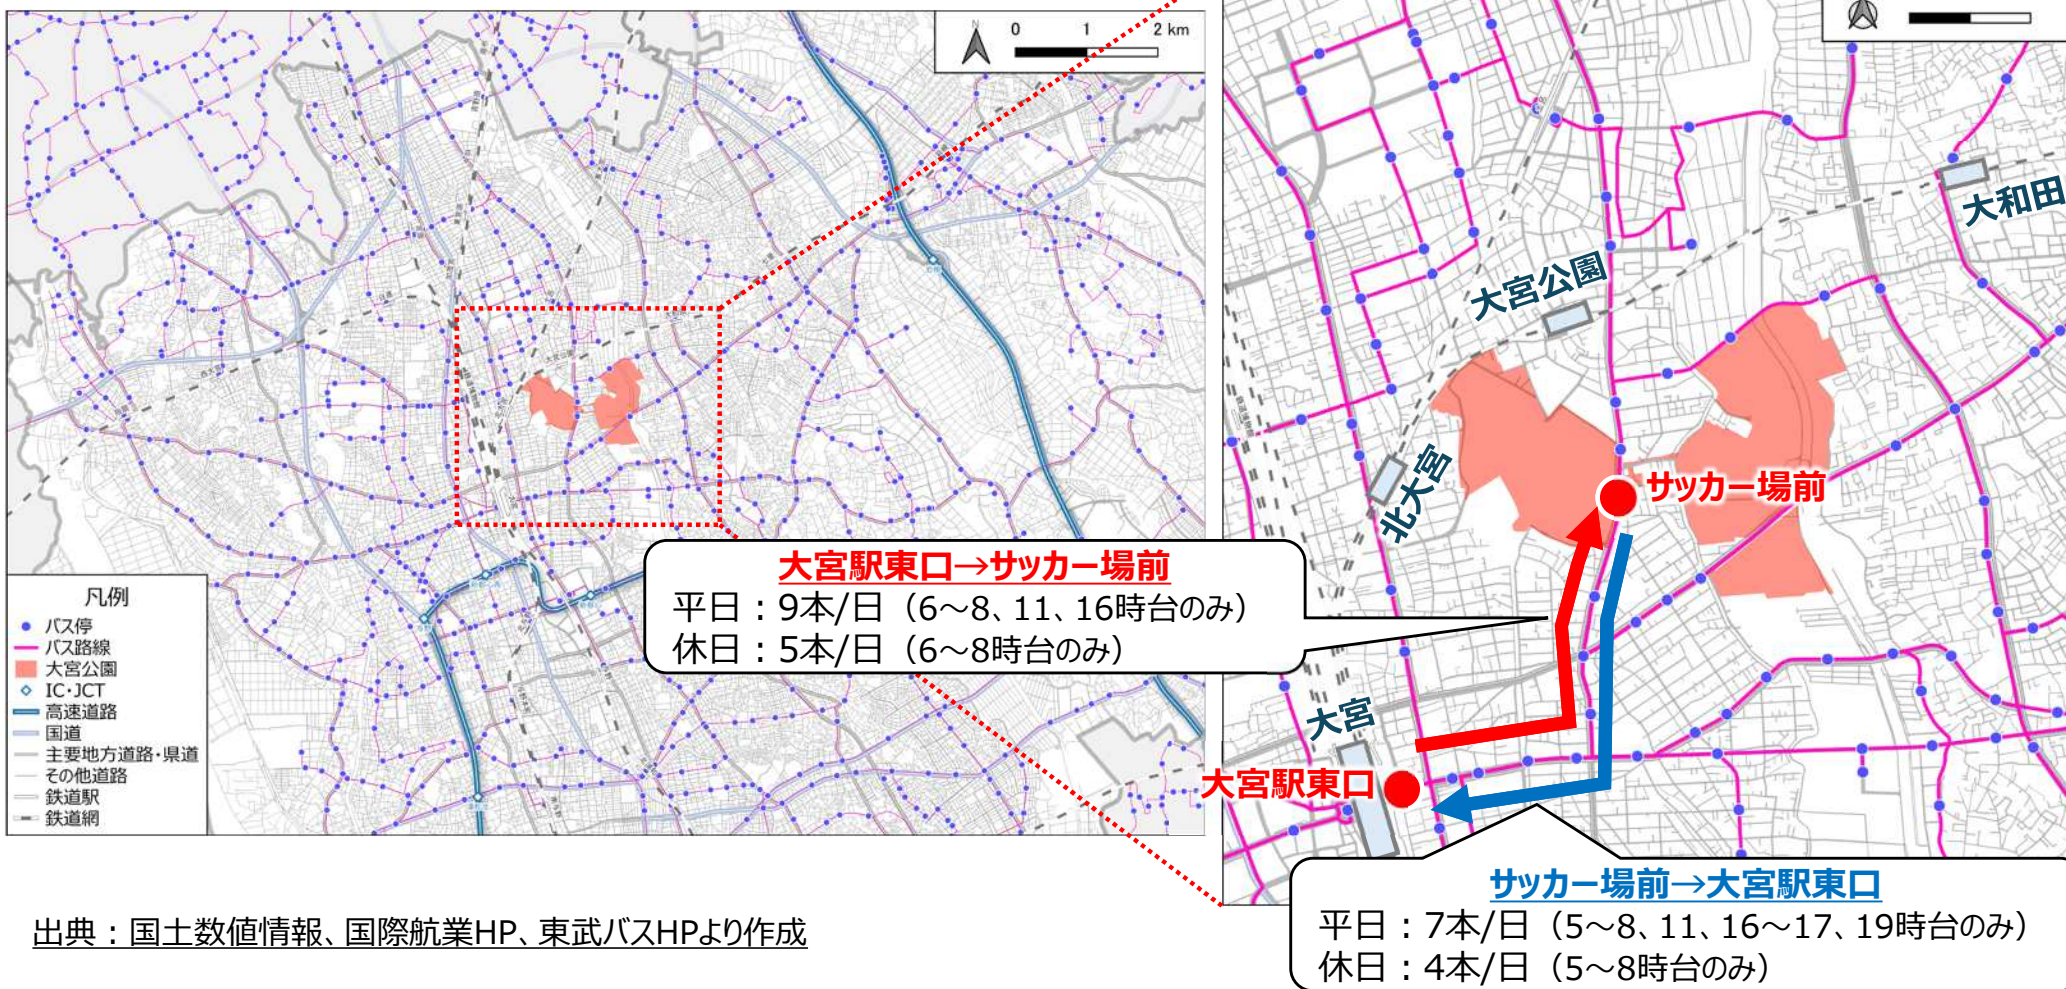 N
0 1 2 km
大和田
大宮公園
北大宮
サッカー場前
大宮駅東口→サッカー場前
平日：9本/日（6～8、11、16時台のみ）
休日：5本/日（6～8時台のみ）
凡例
バス停
バス路線
大宮公園
IC・JCT
高速道路
国道
主要地方道路・県道
その他道路
鉄道駅
鉄道網
大宮
大宮駅東口
サッカー場前→大宮駅東口
平日：7本/日（5～8、11、16～17、19時台のみ）
休日：4本/日（5～8時台のみ）
出典：国土数値情報、国際航業HP、東武バスHPより作成